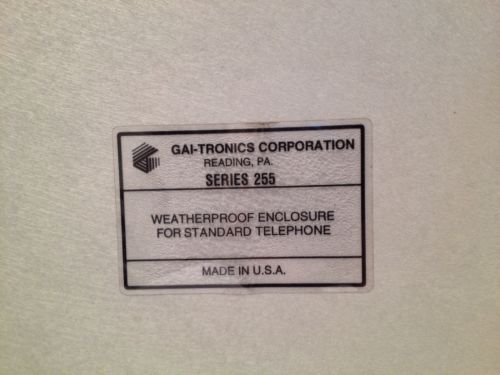 GAI-TRONICS CORPORATION
READING, PA.
SERIES 255
WEATHERPROOF ENCLOSURE
FOR STANDARD TELEPHONE
MADE IN U.S.A.